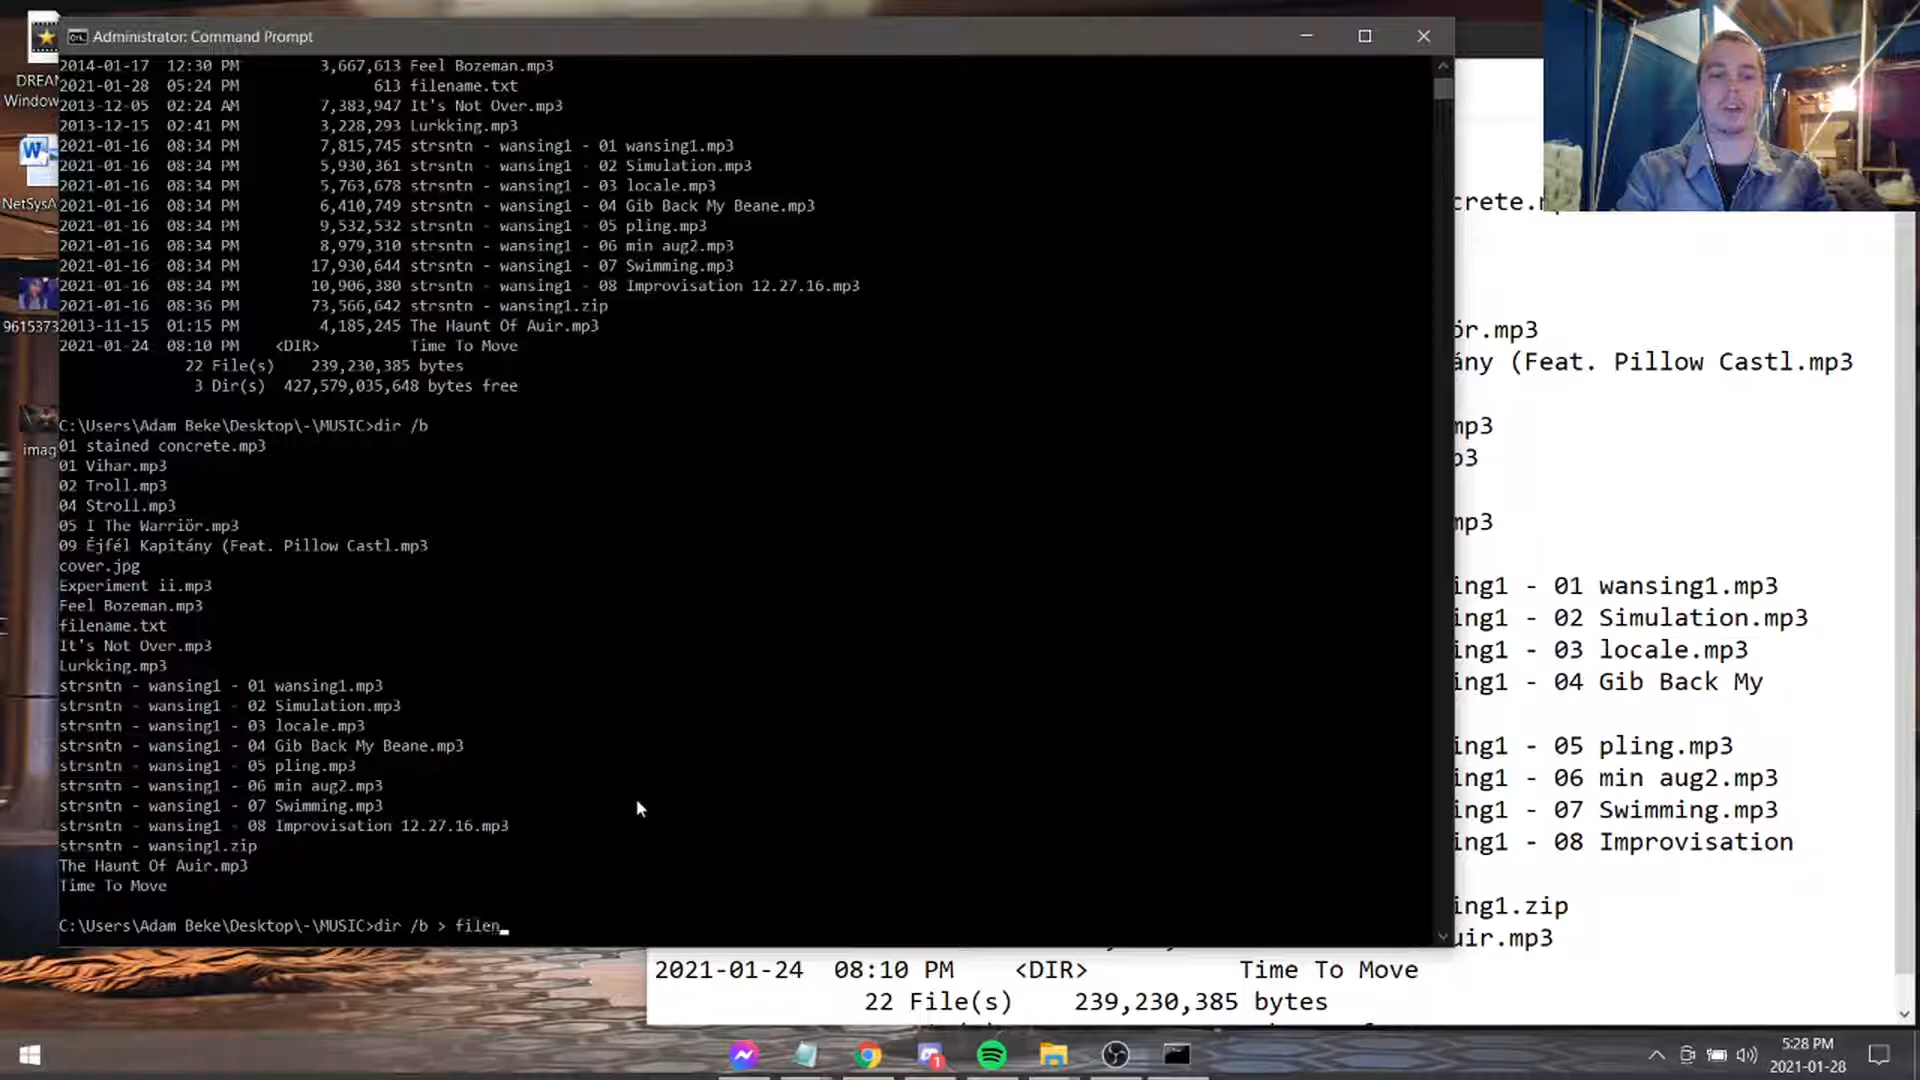 Administrator: Command Prompt
DREAM
Window
NetSysA
9615373
imag
2014-01-17 12:30 PM 3,667,613 Feel Bozeman.mp3
2021-01-28 05:24 PM 613 filename.txt
2013-12-05 02:24 AM 7,383,947 It's Not Over.mp3
2013-12-15 02:41 PM 3,228,293 Lurkking.mp3
2021-01-16 08:34 PM 7,815,745 strsntn - wansing1 - 01 wansing1.mp3
2021-01-16 08:34 PM 5,930,361 strsntn - wansing1 - 02 Simulation.mp3
2021-01-16 08:34 PM 5,763,678 strsntn - wansing1 - 03 locale.mp3
2021-01-16 08:34 PM 6,410,749 strsntn - wansing1 - 04 Gib Back My Beane.mp3
2021-01-16 08:34 PM 9,532,532 strsntn - wansing1 - 05 pling.mp3
2021-01-16 08:34 PM 8,979,310 strsntn - wansing1 - 06 min aug2.mp3
2021-01-16 08:34 PM 17,930,644 strsntn - wansing1 - 07 Swimming.mp3
2021-01-16 08:34 PM 10,906,380 strsntn - wansing1 - 08 Improvisation 12.27.16.mp3
2021-01-16 08:36 PM 73,566,642 strsntn - wansing1.zip
2013-11-15 01:15 PM 4,185,245 The Haunt Of Auir.mp3
2021-01-24 08:10 PM <DIR> Time To Move
22 File(s) 239,230,385 bytes
3 Dir(s) 427,579,035,648 bytes free
C:\Users\Adam Beke\Desktop\-\MUSIC>dir /b
01 stained concrete.mp3
01 Vihar.mp3
02 Troll.mp3
04 Stroll.mp3
05 I The Warriör.mp3
09 Éjfél Kapitány (Feat. Pillow Castl.mp3
cover.jpg
Experiment ii.mp3
Feel Bozeman.mp3
filename.txt
It's Not Over.mp3
Lurkking.mp3
strsntn - wansing1 - 01 wansing1.mp3
strsntn - wansing1 - 02 Simulation.mp3
strsntn - wansing1 - 03 locale.mp3
strsntn - wansing1 - 04 Gib Back My Beane.mp3
strsntn - wansing1 - 05 pling.mp3
strsntn - wansing1 - 06 min aug2.mp3
strsntn - wansing1 - 07 Swimming.mp3
strsntn - wansing1 - 08 Improvisation 12.27.16.mp3
strsntn - wansing1.zip
The Haunt Of Auir.mp3
Time To Move
C:\Users\Adam Beke\Desktop\-\MUSIC>dir /b > filen_
crete.
ör.mp3
ány (Feat. Pillow Castl.mp3
mp3
p3
mp3
ing1 - 01 wansing1.mp3
ing1 - 02 Simulation.mp3
ing1 - 03 locale.mp3
ing1 - 04 Gib Back My
ing1 - 05 pling.mp3
ing1 - 06 min aug2.mp3
ing1 - 07 Swimming.mp3
ing1 - 08 Improvisation
ing1.zip
uir.mp3
2021-01-24 08:10 PM <DIR> Time To Move
22 File(s) 239,230,385 bytes
1
5:28 PM
2021-01-28